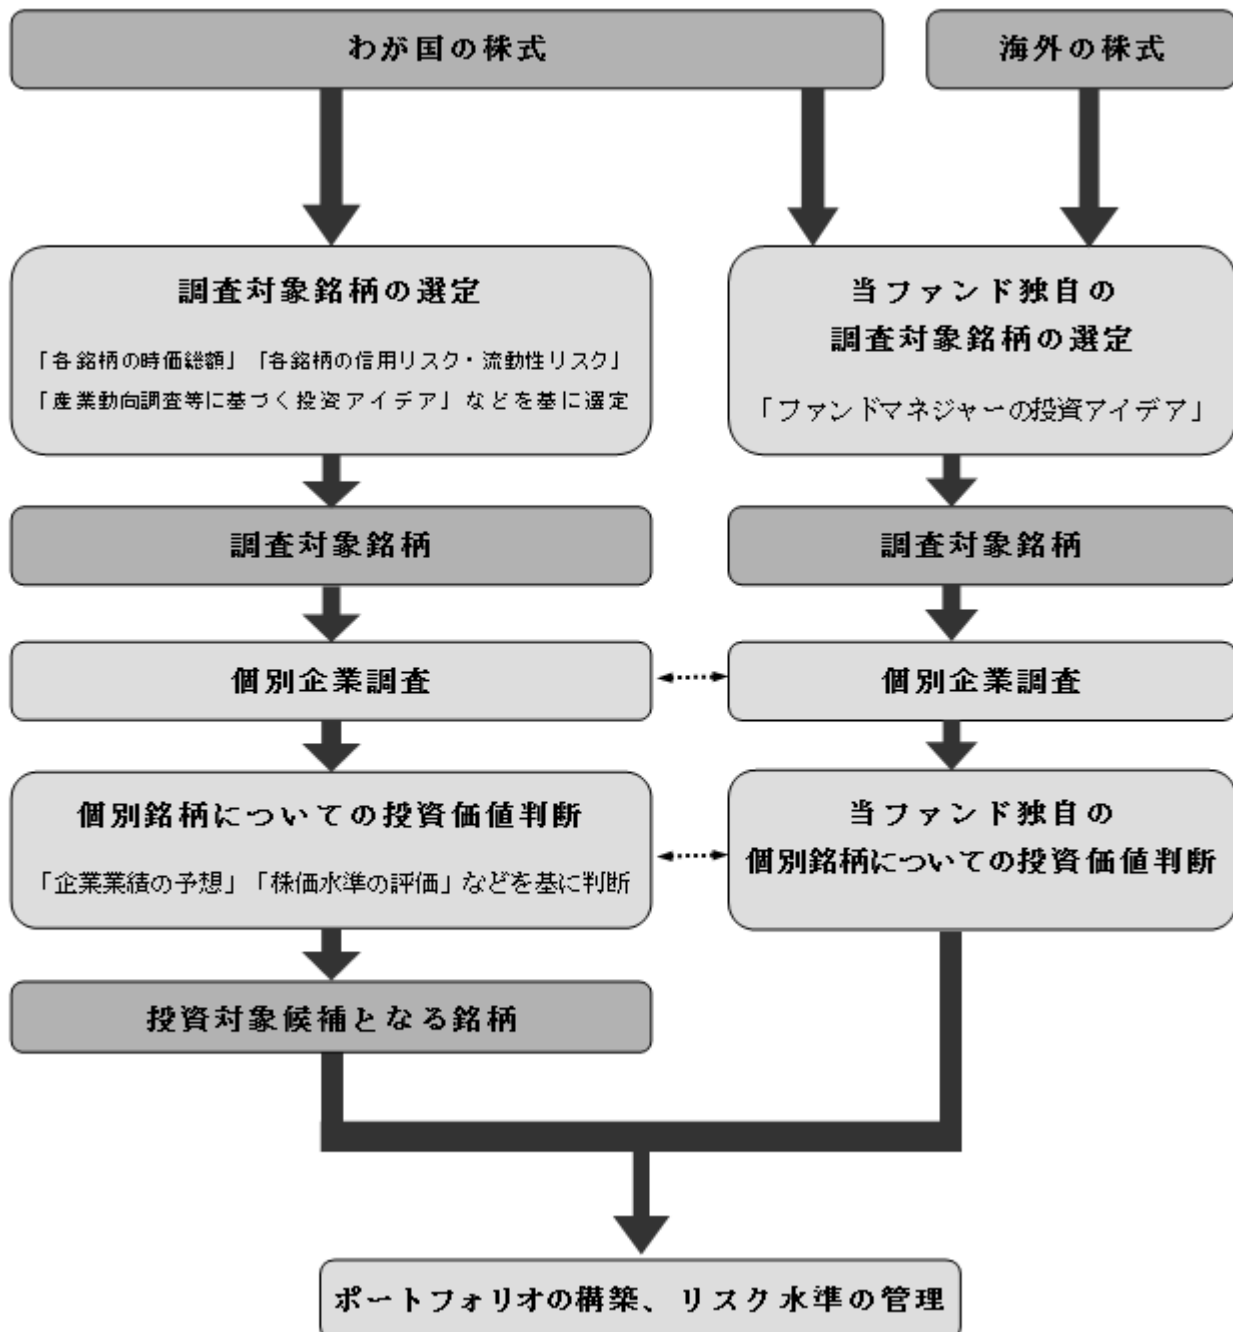 わが国の株式
海外の株式
調査対象銘柄の選定
「各銘柄の時価総額」「各銘柄の信用リスク・流動性リスク」
「産業動向調査等に基づく投資アイデア」などを基に選定
当ファンド独自の
調査対象銘柄の選定
「ファンドマネジャーの投資アイデア」
調査対象銘柄
調査対象銘柄
個別企業調査
個別企業調査
個別銘柄についての投資価値判断
「企業業績の予想」「株価水準の評価」などを基に判断
当ファンド独自の
個別銘柄についての投資価値判断
投資対象候補となる銘柄
ポートフォリオの構築、リスク水準の管理